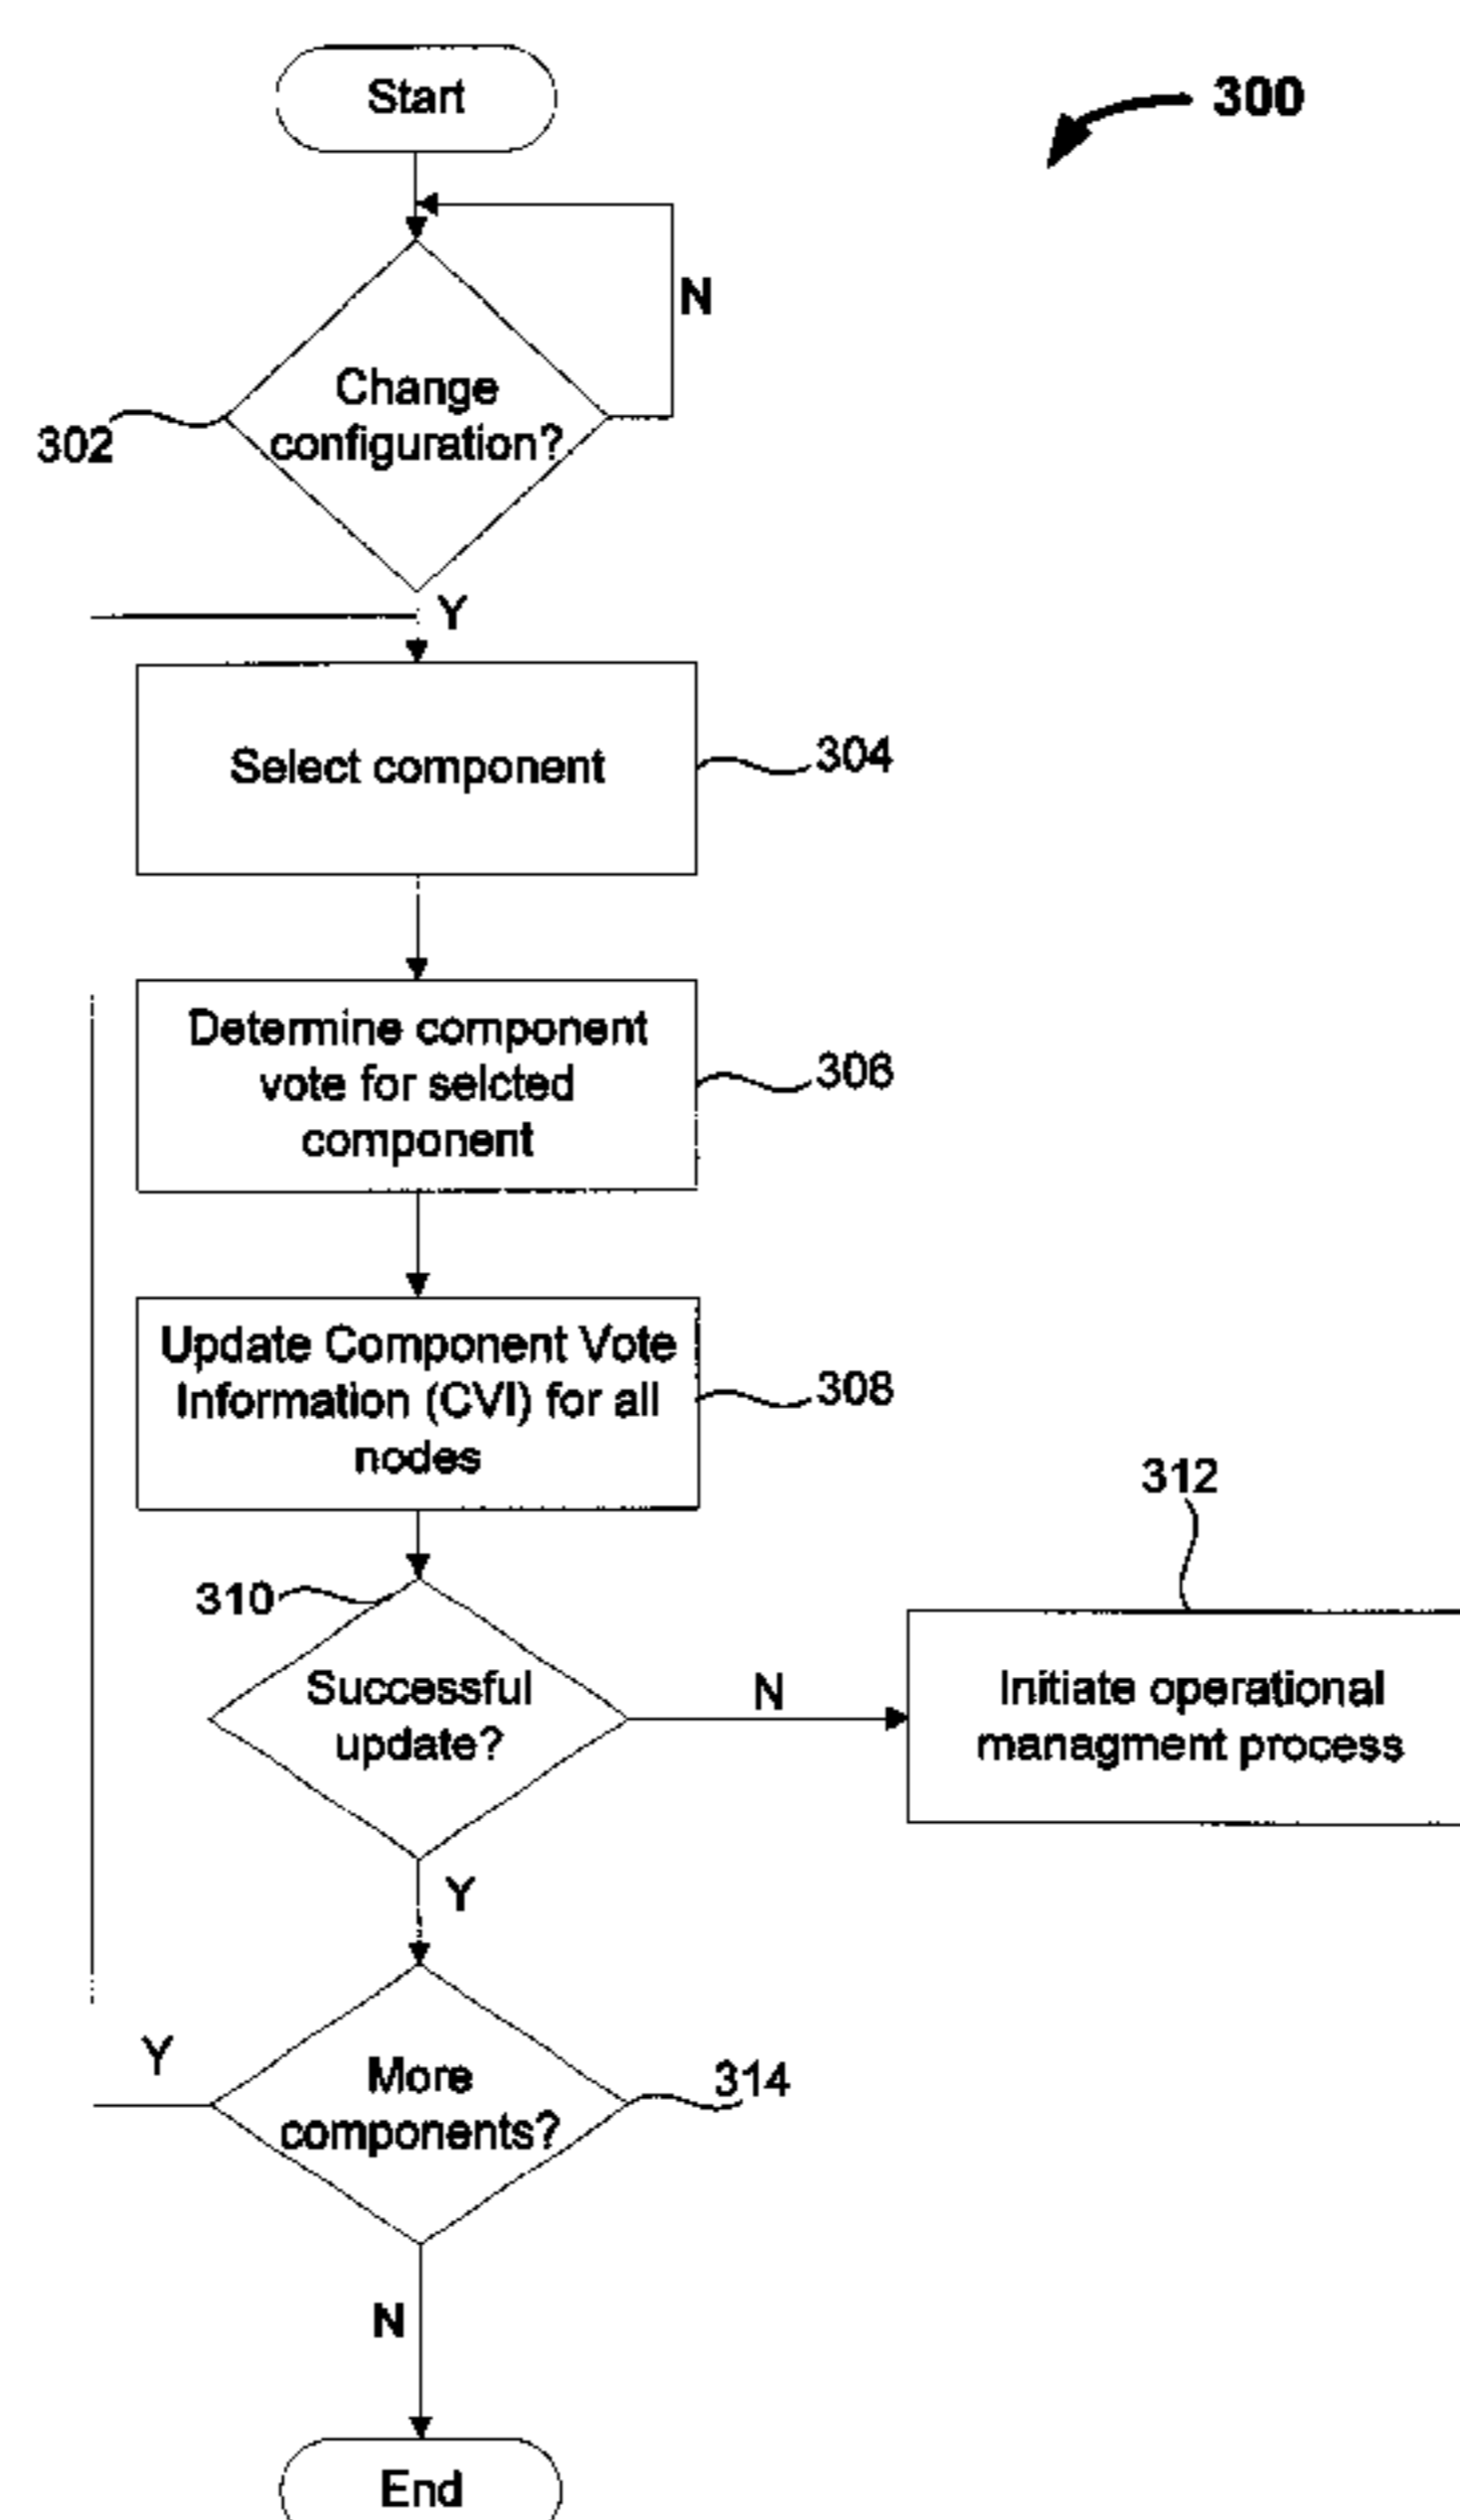 Start
300
N
Change
configuration?
302
Y
Select component
304
Determine component
vote for selcted
component
306
Update Component Vote
Information (CVI) for all
nodes
308
312
310
Successful
update?
N
Initiate operational
managment process
Y
Y
More
components?
314
N
End